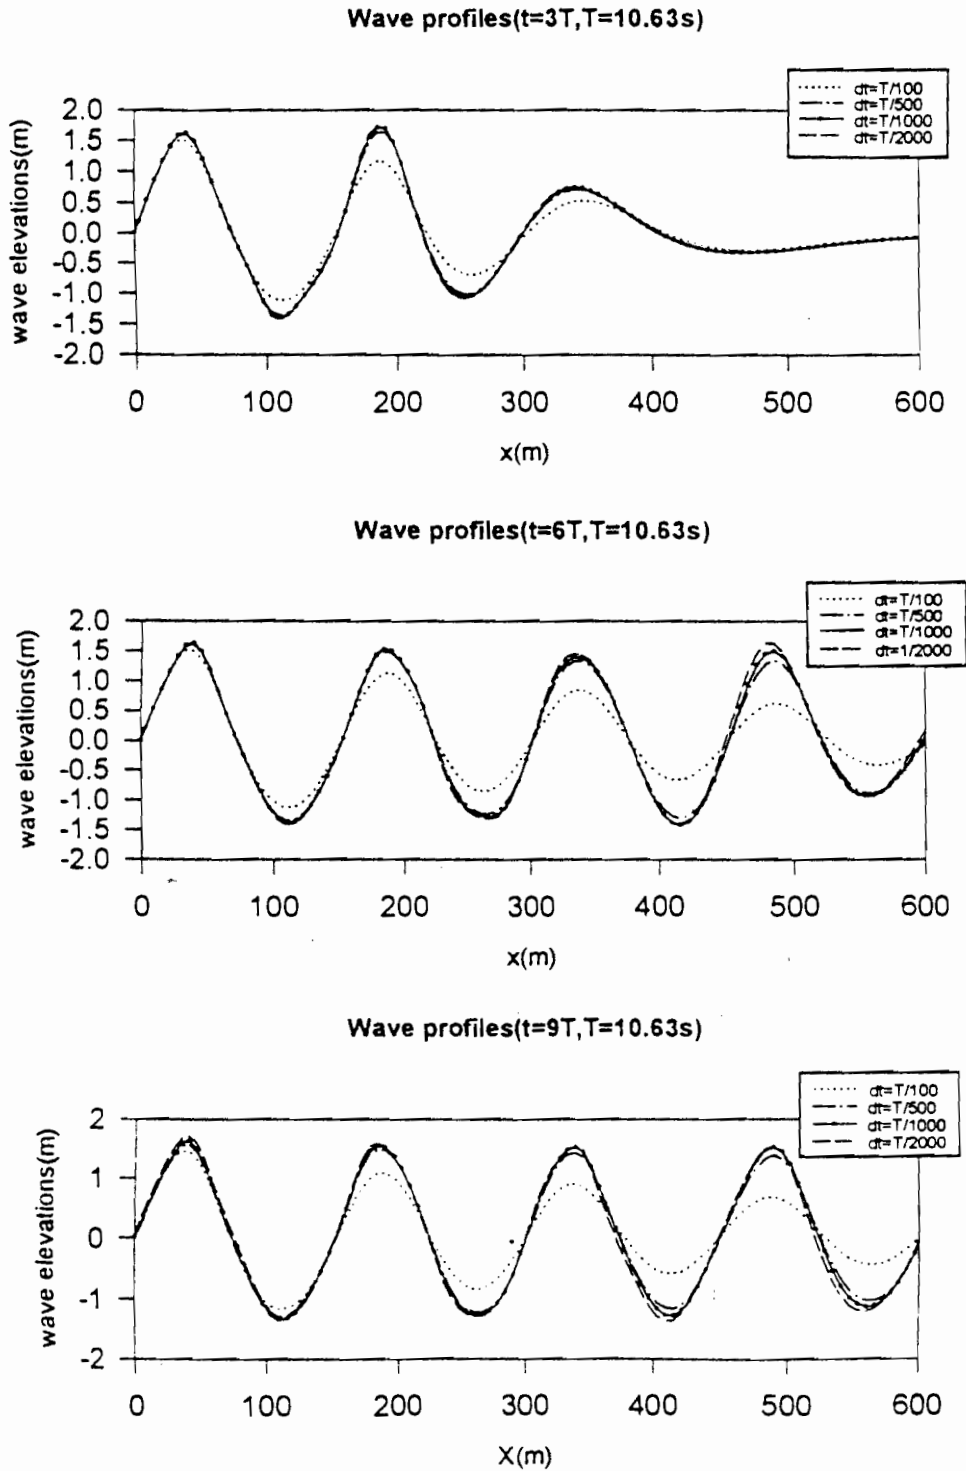 Wave profiles(t=3T,T=10.63s)
dt=T/100
dt=T/500
dt=T/1000
dt=T/2000
wave elevations(m)
2.0
1.5
1.0
0.5
0.0
-0.5
-1.0
-1.5
-2.0
0 100 200 300 400 500 600
x(m)
Wave profiles(t=6T,T=10.63s)
dt=T/100
dt=T/500
dt=T/1000
dt=1/2000
wave elevations(m)
2.0
1.5
1.0
0.5
0.0
-0.5
-1.0
-1.5
-2.0
0 100 200 300 400 500 600
x(m)
Wave profiles(t=9T,T=10.63s)
dt=T/100
dt=T/500
dt=T/1000
dt=T/2000
wave elevations(m)
2
1
0
-1
-2
0 100 200 300 400 500 600
X(m)